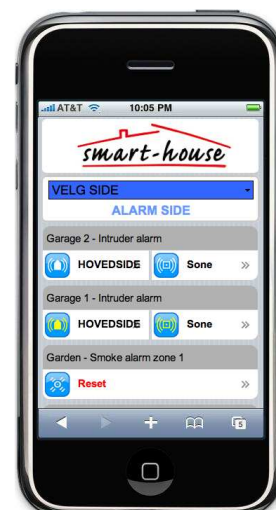 AT&T 10:05 PM
smart-house
VELG SIDE
ALARM SIDE
Garage 2 - Intruder alarm
HOVEDSIDE Sone
Garage 1 - Intruder alarm
HOVEDSIDE Sone
Garden - Smoke alarm zone 1
Reset
5